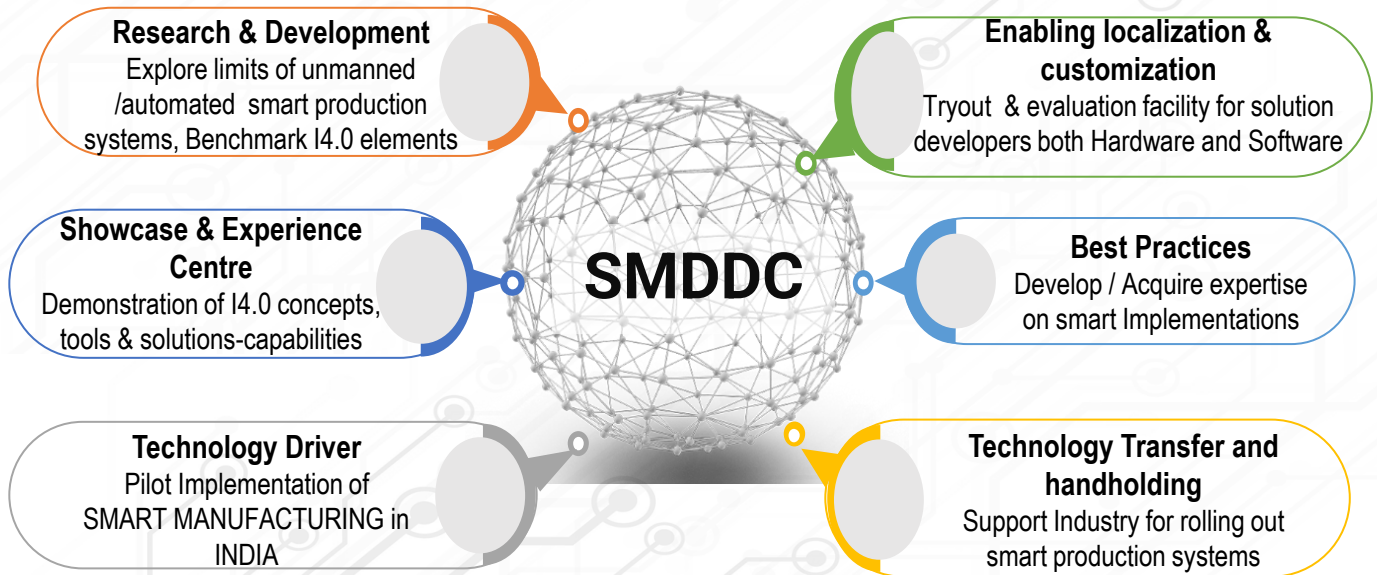 Research & Development
Explore limits of unmanned
/automated smart production
systems, Benchmark I4.0 elements
Enabling localization &
customization
Tryout & evaluation facility for solution
developers both Hardware and Software
Showcase & Experience
Centre
Demonstration of I4.0 concepts,
tools & solutions-capabilities
SMDDC
Best Practices
Develop / Acquire expertise
on smart Implementations
Technology Driver
Pilot Implementation of
SMART MANUFACTURING in
INDIA
Technology Transfer and
handholding
Support Industry for rolling out
smart production systems